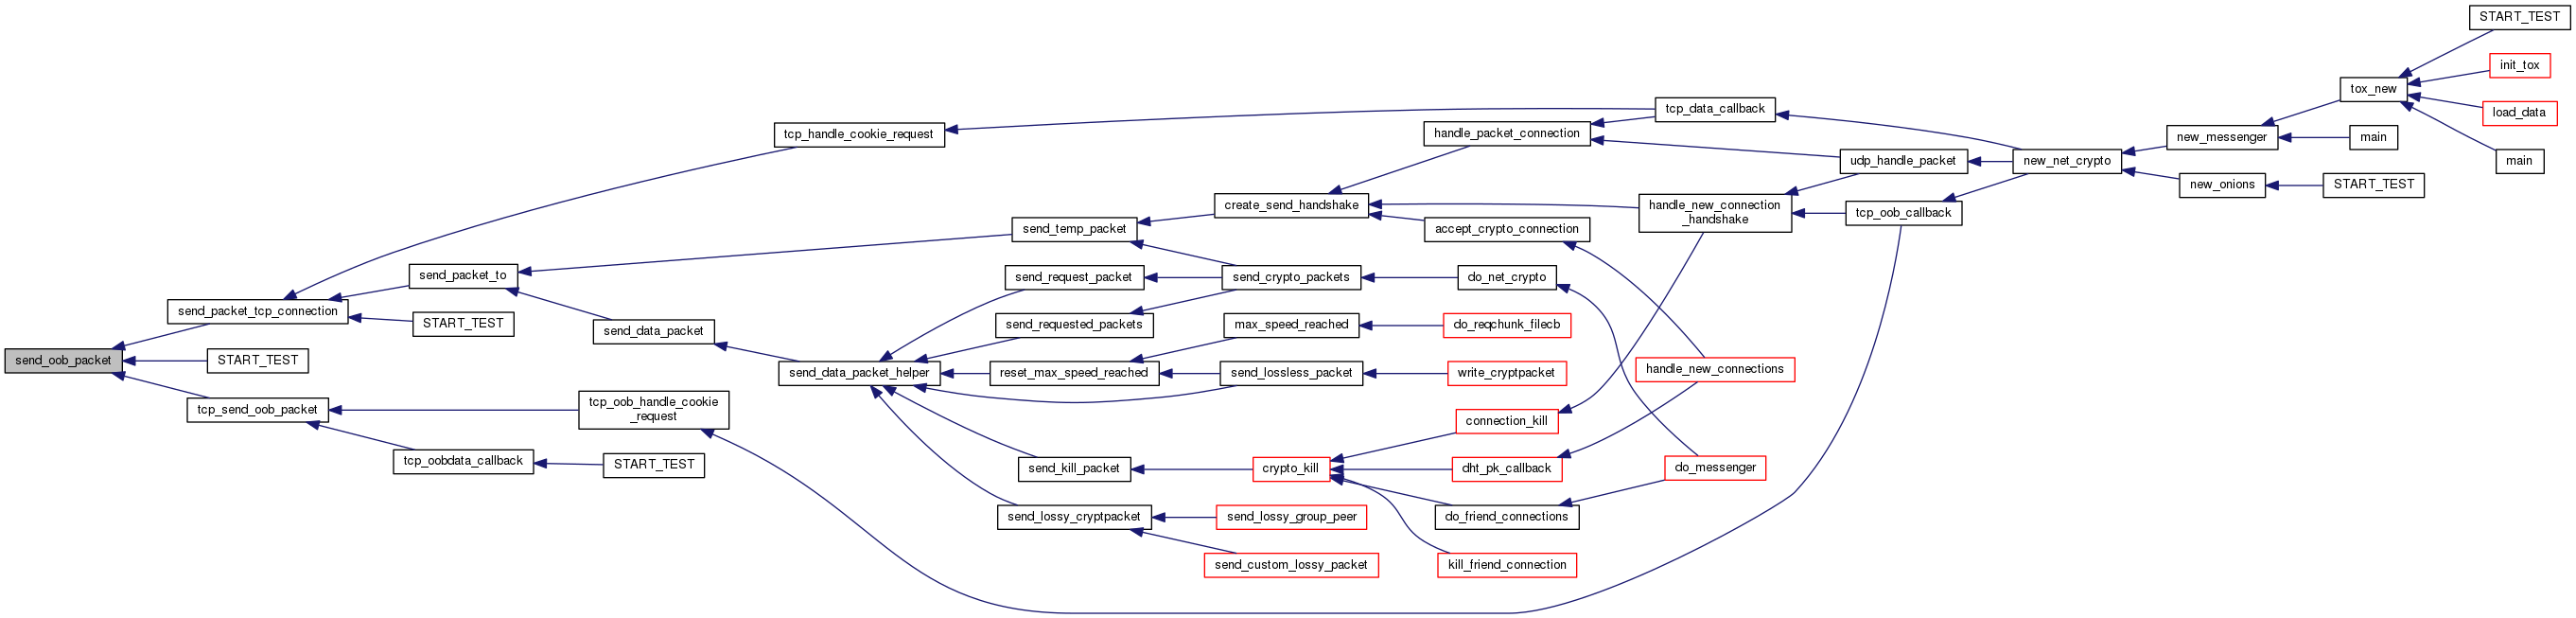 START_TEST
init_tox
tox_new
load_data
tcp_data_callback
tcp_handle_cookie_request
handle_packet_connection
new_messenger
main
main
udp_handle_packet
new_net_crypto
new_onions
START_TEST
create_send_handshake
handle_new_connection
_handshake
tcp_oob_callback
send_temp_packet
accept_crypto_connection
send_packet_to
send_request_packet
send_crypto_packets
do_net_crypto
send_packet_tcp_connection
START_TEST
send_data_packet
send_requested_packets
max_speed_reached
do_reqchunk_filecb
send_oob_packet
START_TEST
send_data_packet_helper
reset_max_speed_reached
send_lossless_packet
write_cryptpacket
handle_new_connections
tcp_send_oob_packet
tcp_oob_handle_cookie
_request
connection_kill
tcp_oobdata_callback
START_TEST
send_kill_packet
crypto_kill
dht_pk_callback
do_messenger
send_lossy_cryptpacket
send_lossy_group_peer
do_friend_connections
send_custom_lossy_packet
kill_friend_connection